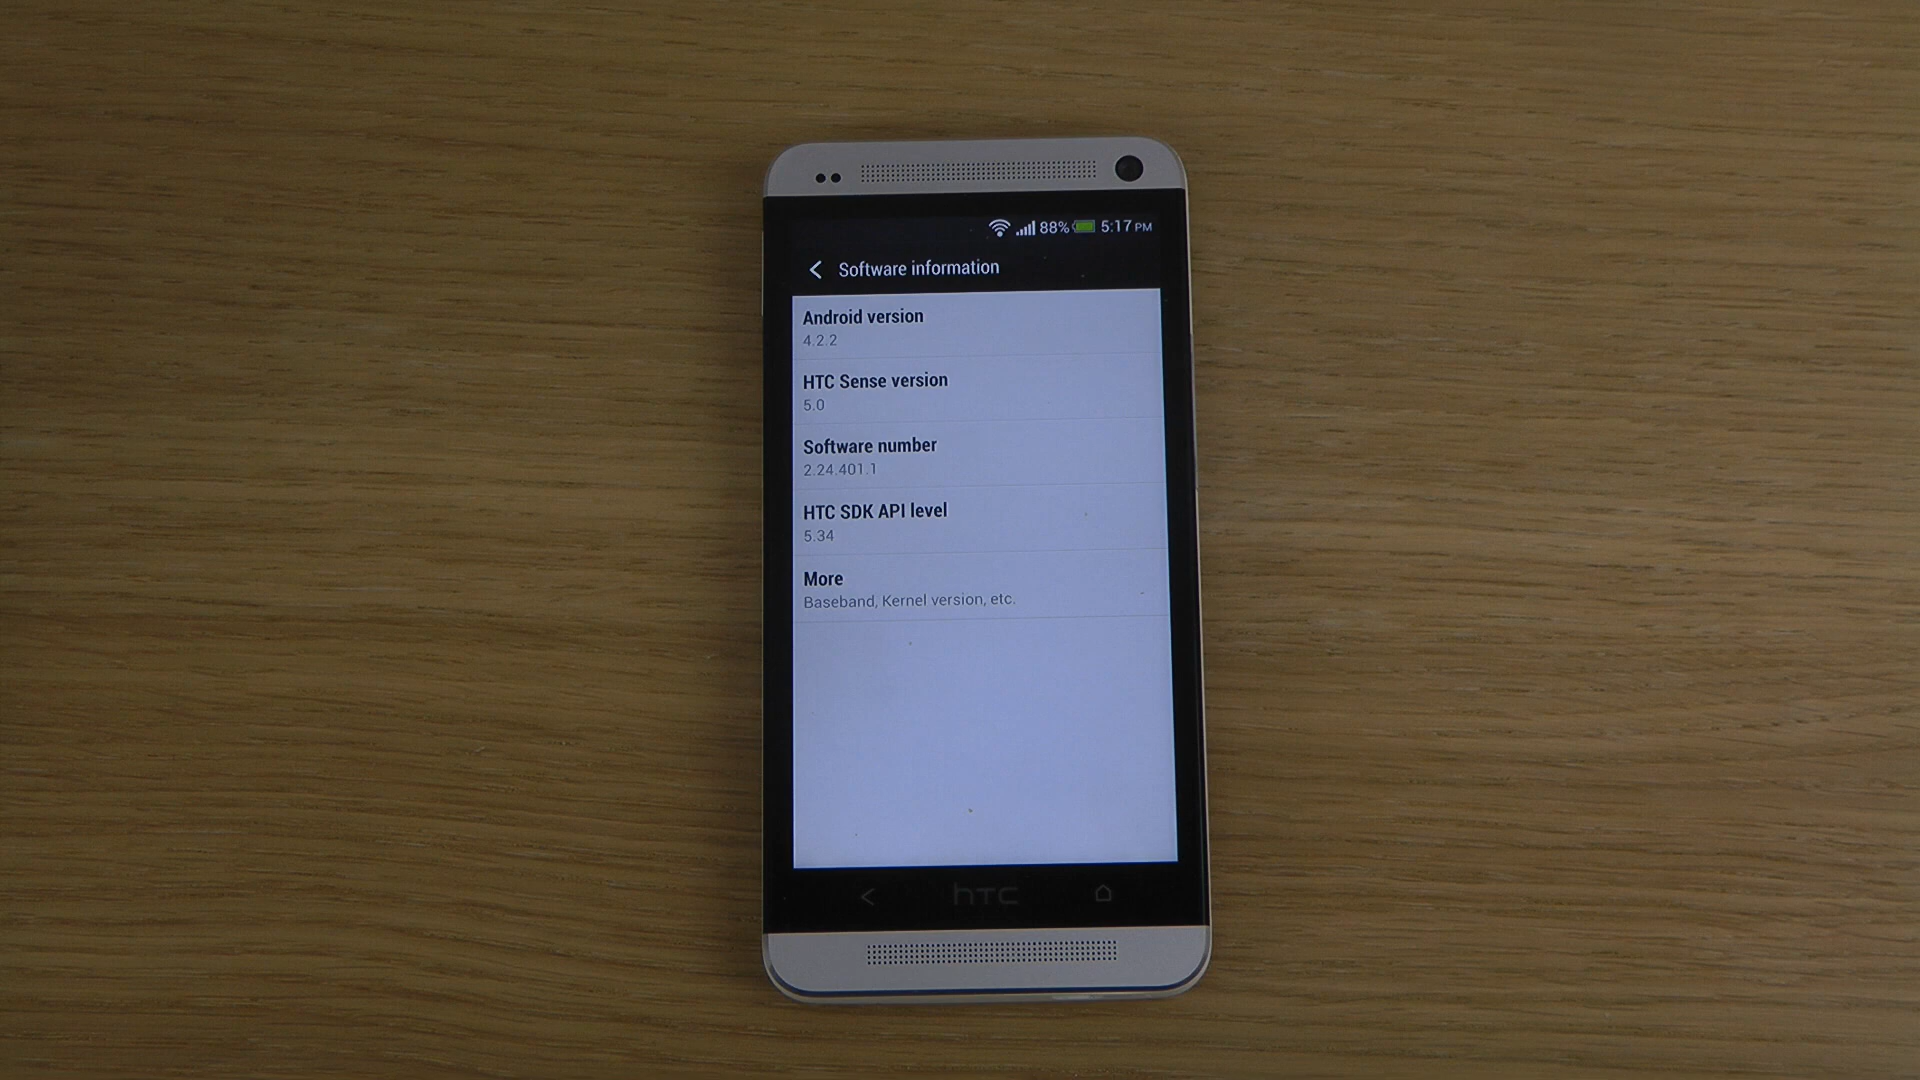 88% 5:17 PM
Software information
Android version
4.2.2
HTC Sense version
5.0
Software number
2.24.401.1
HTC SDK API level
5.34
More
Baseband, Kernel version, etc.
hTC